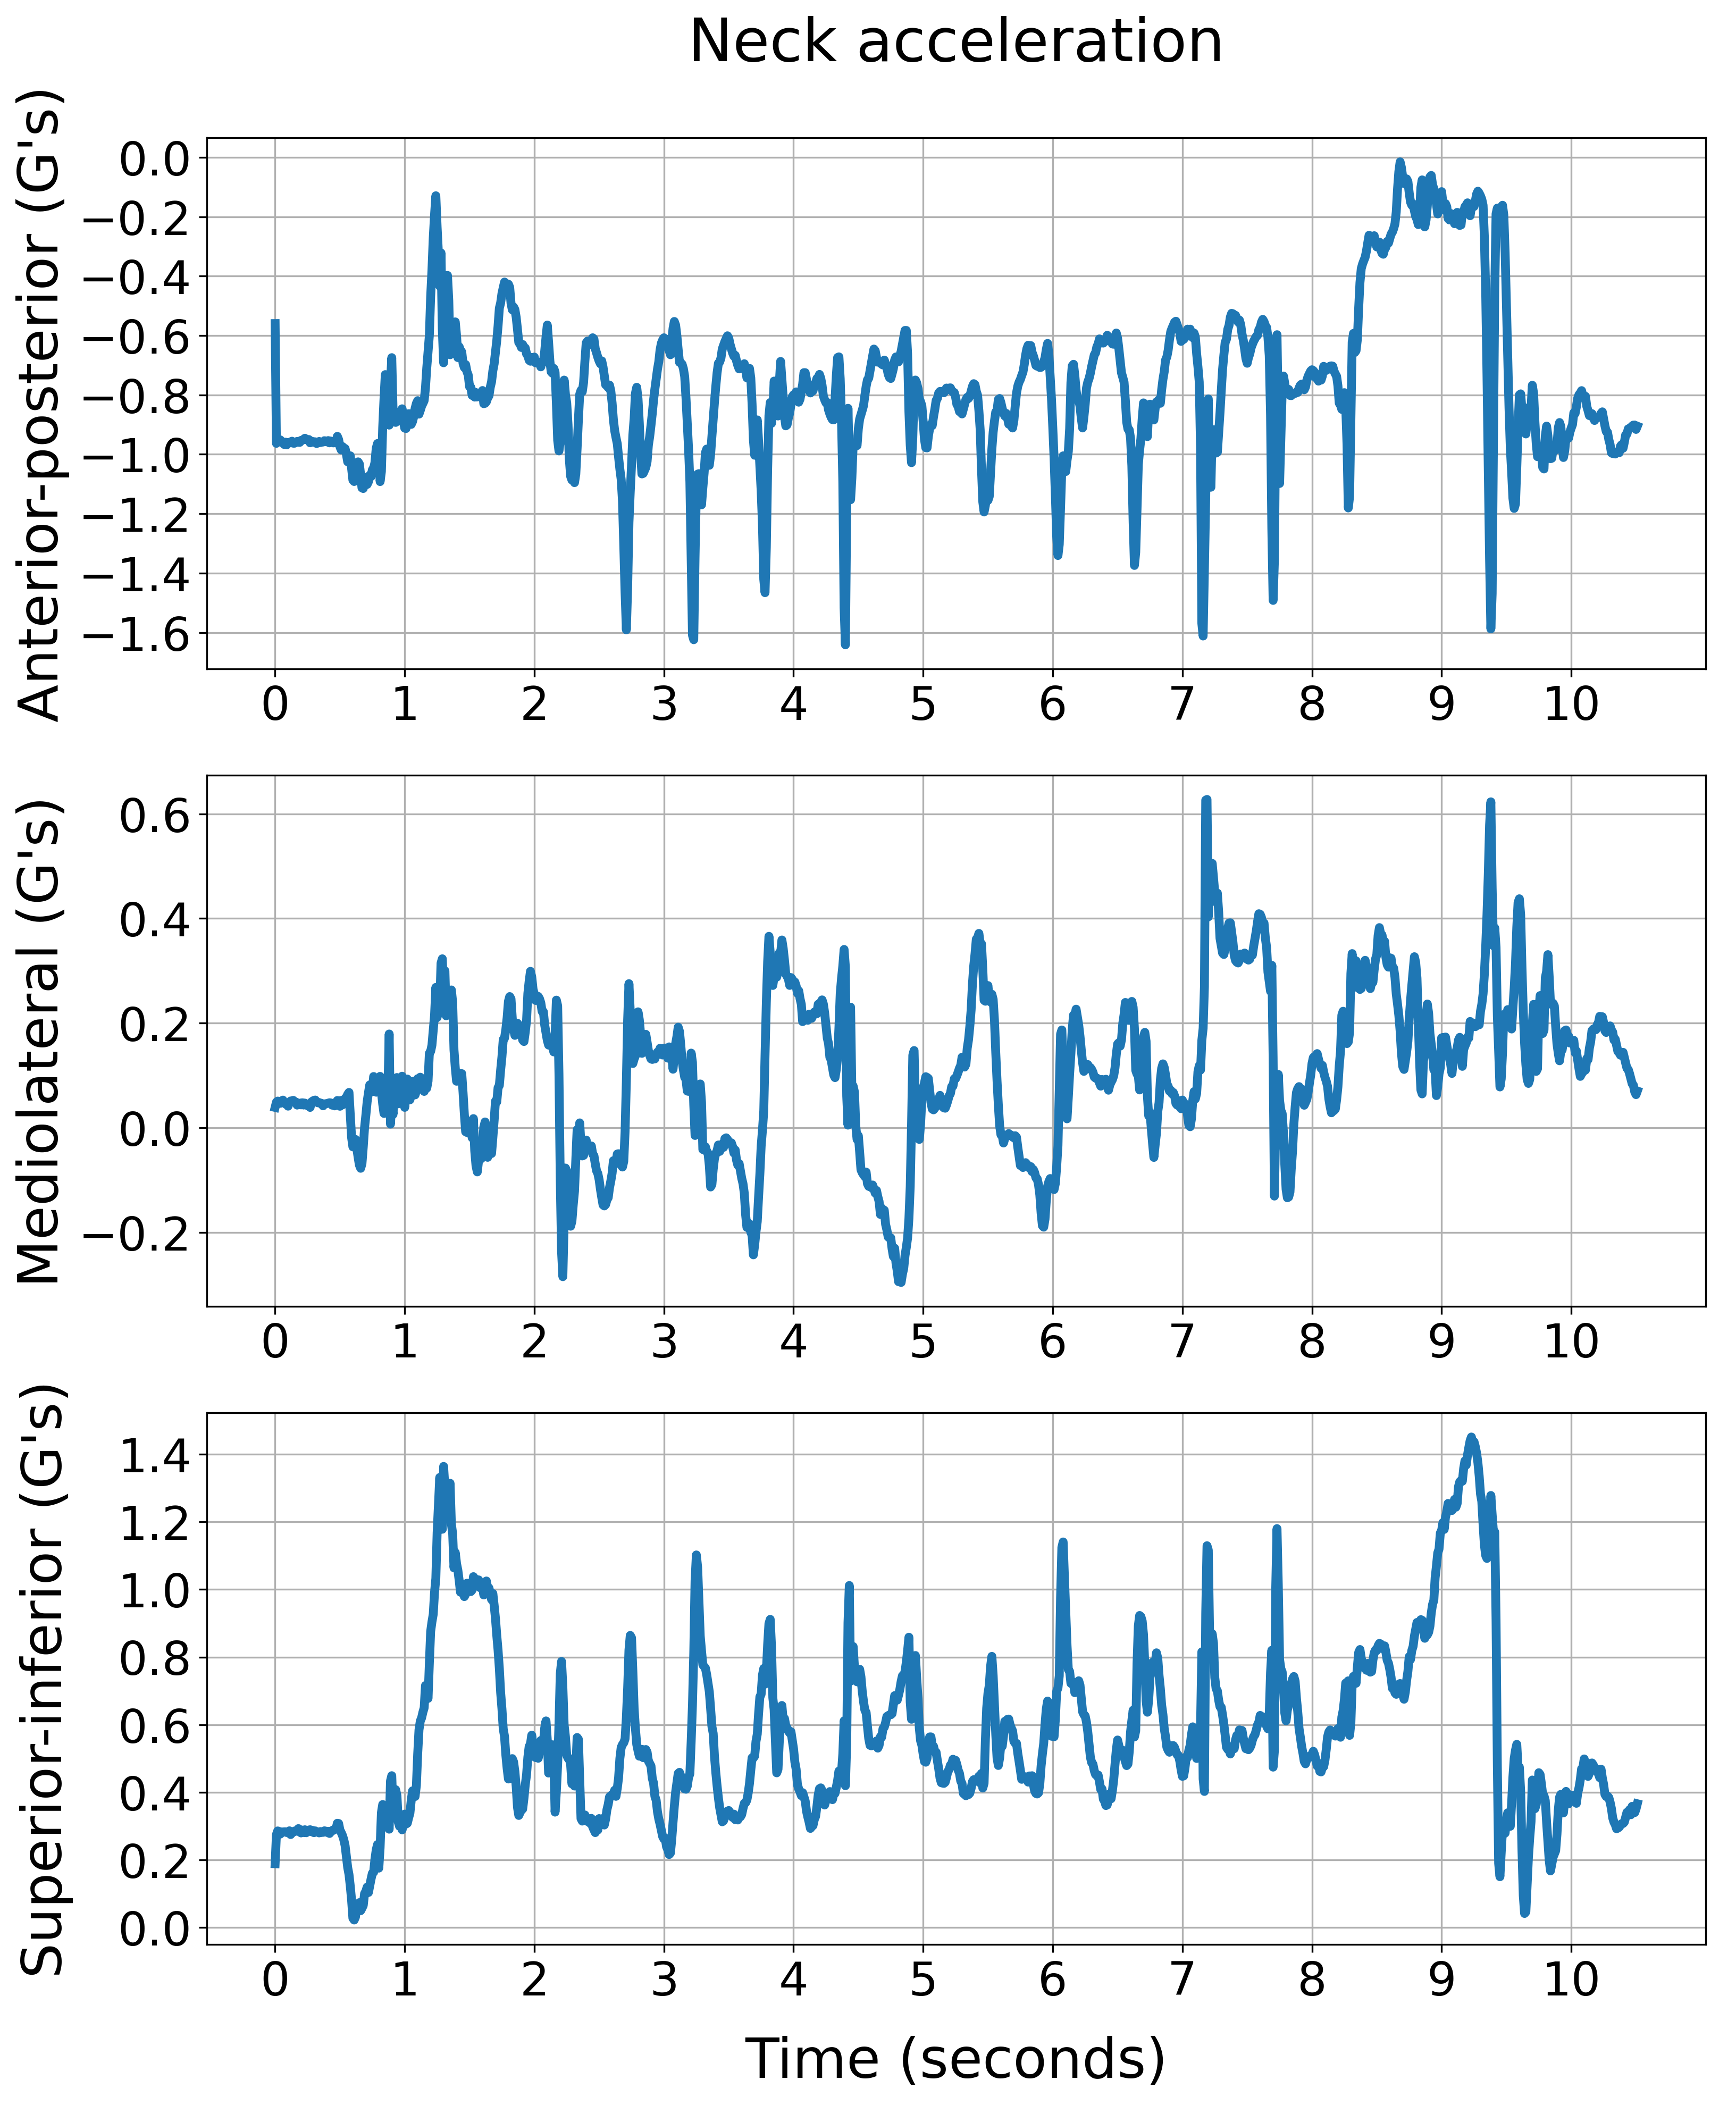 Neck acceleration
Anterior-posterior (G's)
0.0
−0.2
−0.4
−0.6
−0.8
−1.0
−1.2
−1.4
−1.6
0 1 2 3 4 5 6 7 8 9 10
Mediolateral (G's)
0.6
0.4
0.2
0.0
−0.2
0 1 2 3 4 5 6 7 8 9 10
Superior-inferior (G's)
1.4
1.2
1.0
0.8
0.6
0.4
0.2
0.0
0 1 2 3 4 5 6 7 8 9 10
Time (seconds)